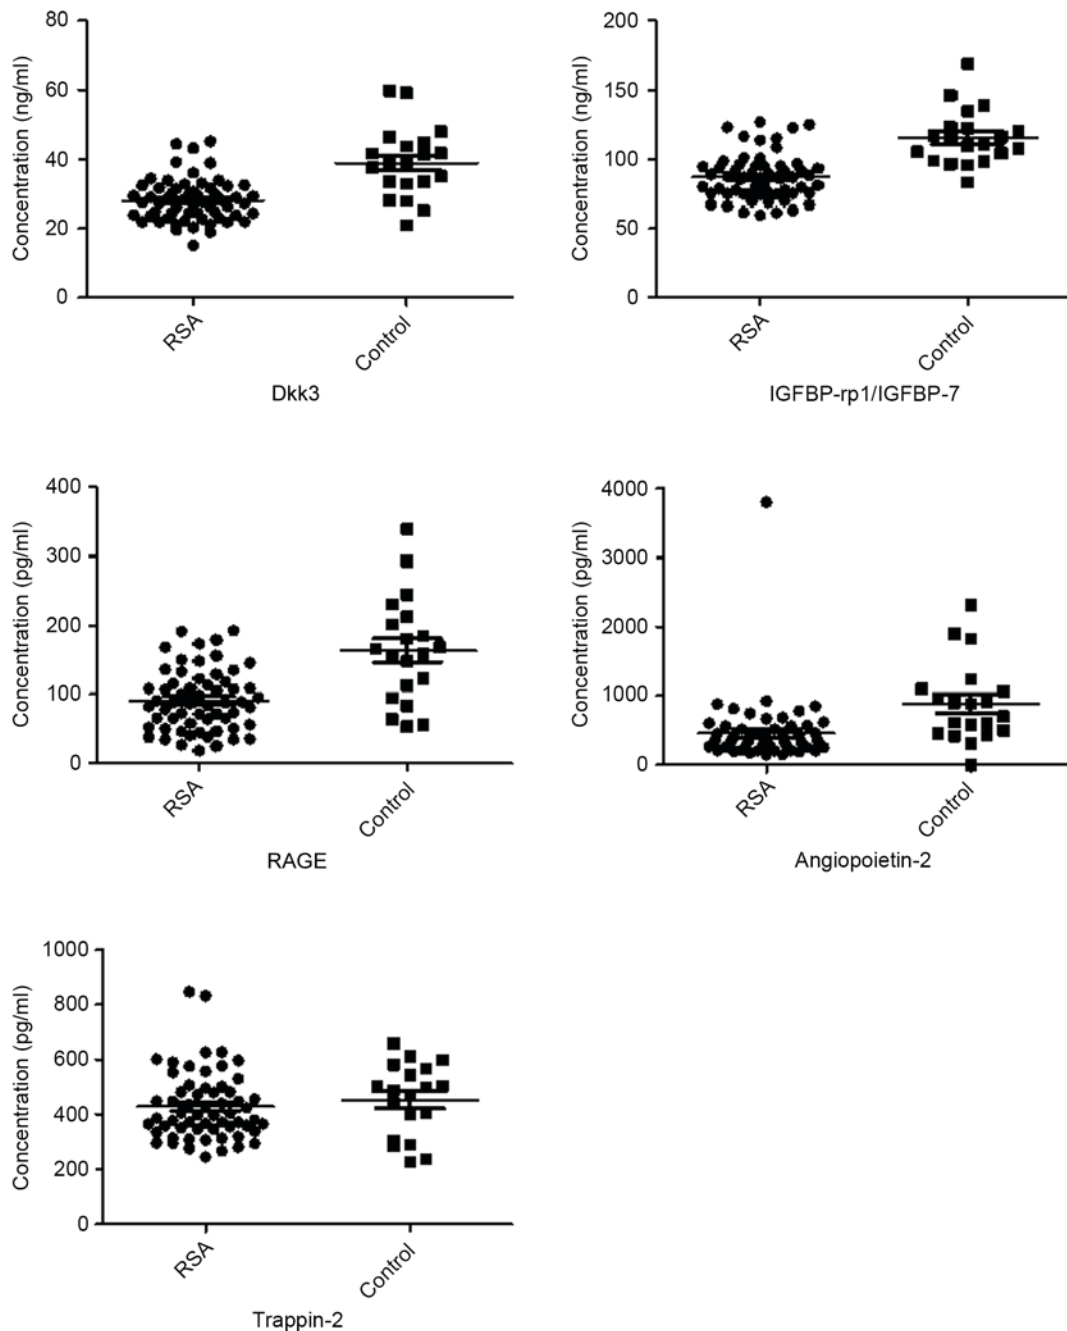 Concentration (ng/ml)
80
60
40
20
0
RSA
Control
Dkk3
Concentration (ng/ml)
200
150
100
50
0
RSA
Control
IGFBP-rp1/IGFBP-7
Concentration (pg/ml)
400
300
200
100
0
RSA
Control
RAGE
Concentration (pg/ml)
4000
3000
2000
1000
0
RSA
Control
Angiopoietin-2
Concentration (pg/ml)
1000
800
600
400
200
0
RSA
Control
Trappin-2